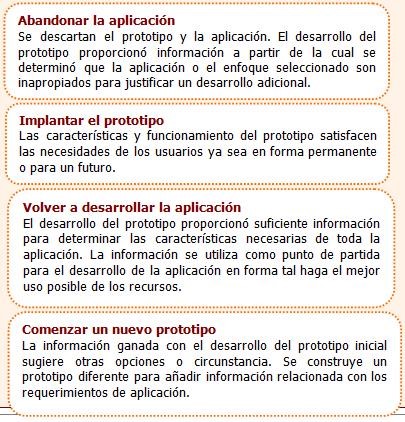 Abandonar la aplicación
Se descartan el prototipo y la aplicación. El desarrollo del
prototipo proporcionó información a partir de la cual se
determinó que la aplicación o el enfoque seleccionado son
inapropiados para justificar un desarrollo adicional.
Implantar el prototipo
Las características y funcionamiento del prototipo satisfacen
las necesidades de los usuarios ya sea en forma permanente
o para un futuro.
Volver a desarrollar la aplicación
El desarrollo del prototipo proporcionó suficiente información
para determinar las características necesarias de toda la
aplicación. La información se utiliza como punto de partida
para el desarrollo de la aplicación en forma tal haga el mejor
uso posible de los recursos.
Comenzar un nuevo prototipo
La información ganada con el desarrollo del prototipo inicial
sugiere otras opciones o circunstancia. Se construye un
prototipo diferente para añadir información relacionada con los
requerimientos de aplicación.